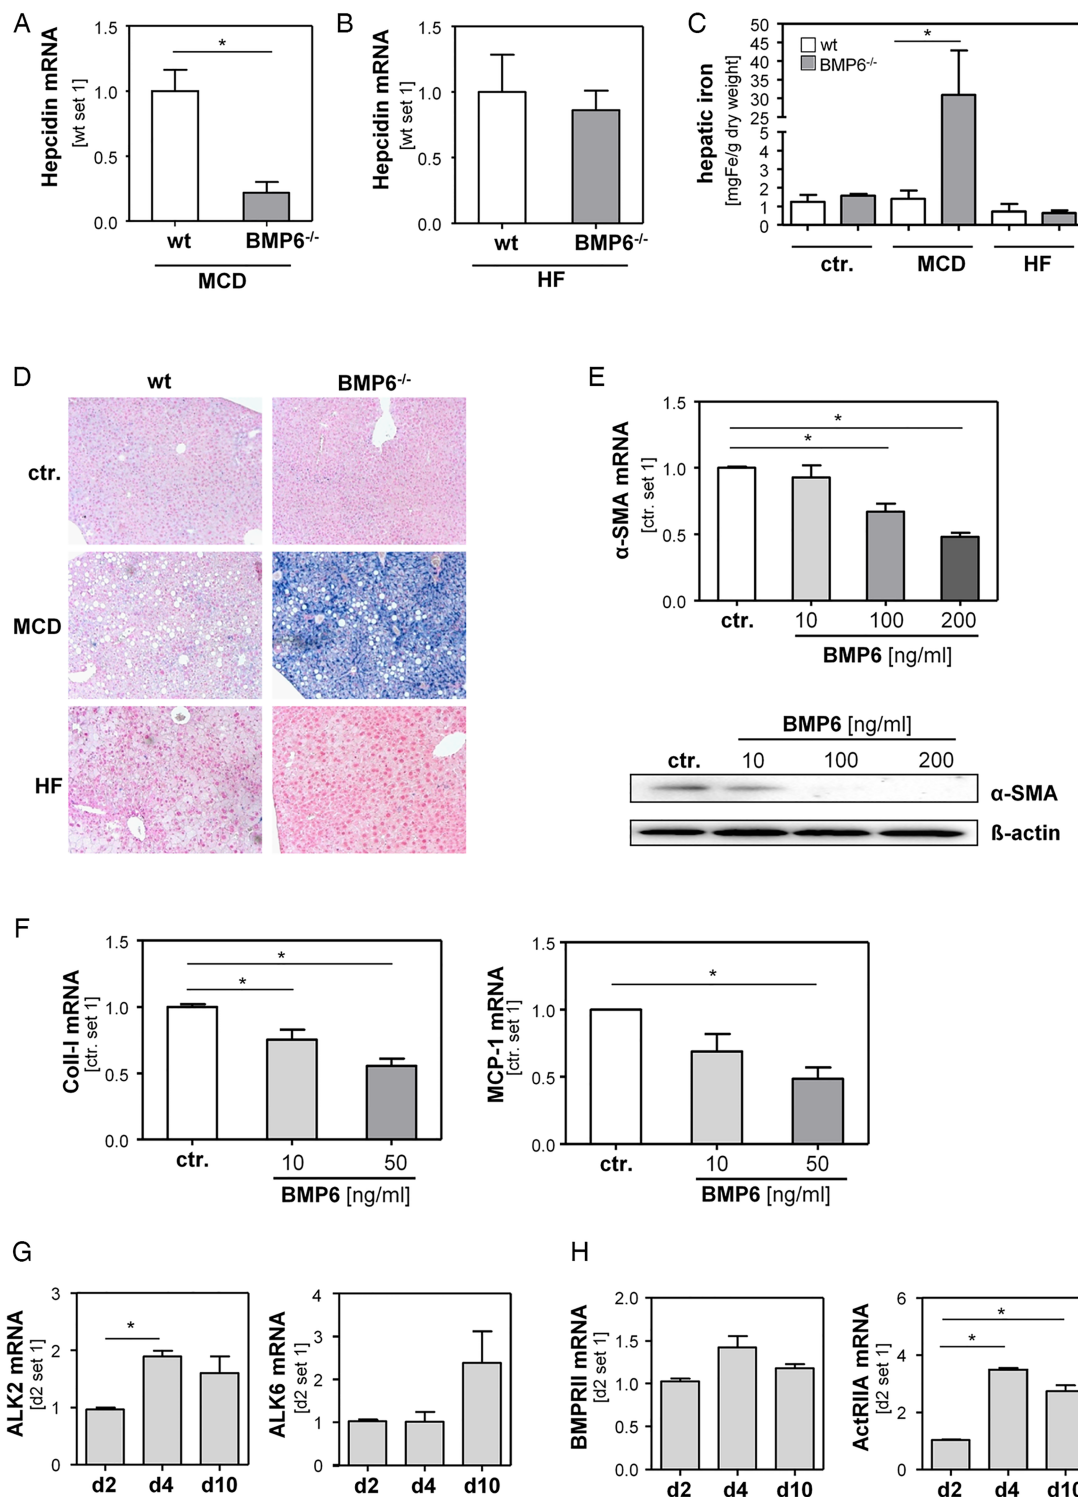 A
Hepcidin mRNA
[wt set 1]
1.5
1.0
0.5
0.0
*
wt
BMP6-/-
MCD
B
Hepcidin mRNA
[wt set 1]
1.5
1.0
0.5
0.0
wt
BMP6-/-
HF
C
hepatic iron
[mgFe/g dry weight]
50
45
40
35
30
25
5
4
3
2
1
0
wt
BMP6-/-
*
ctr.
MCD
HF
D
wt
BMP6-/-
ctr.
MCD
HF
E
α-SMA mRNA
[ctr. set 1]
1.5
1.0
0.5
0.0
*
*
ctr.
10
100
200
BMP6 [ng/ml]
BMP6 [ng/ml]
ctr.
10
100
200
α-SMA
ß-actin
F
Coll-I mRNA
[ctr. set 1]
1.5
1.0
0.5
0.0
*
*
ctr.
10
50
BMP6 [ng/ml]
MCP-1 mRNA
[ctr. set 1]
1.5
1.0
0.5
0.0
*
ctr.
10
50
BMP6 [ng/ml]
G
ALK2 mRNA
[d2 set 1]
3
2
1
0
*
d2
d4
d10
ALK6 mRNA
[d2 set 1]
4
3
2
1
0
d2
d4
d10
H
BMPRII mRNA
[d2 set 1]
2.0
1.5
1.0
0.5
0.0
d2
d4
d10
ActRIIA mRNA
[d2 set 1]
6
4
2
0
*
*
d2
d4
d10